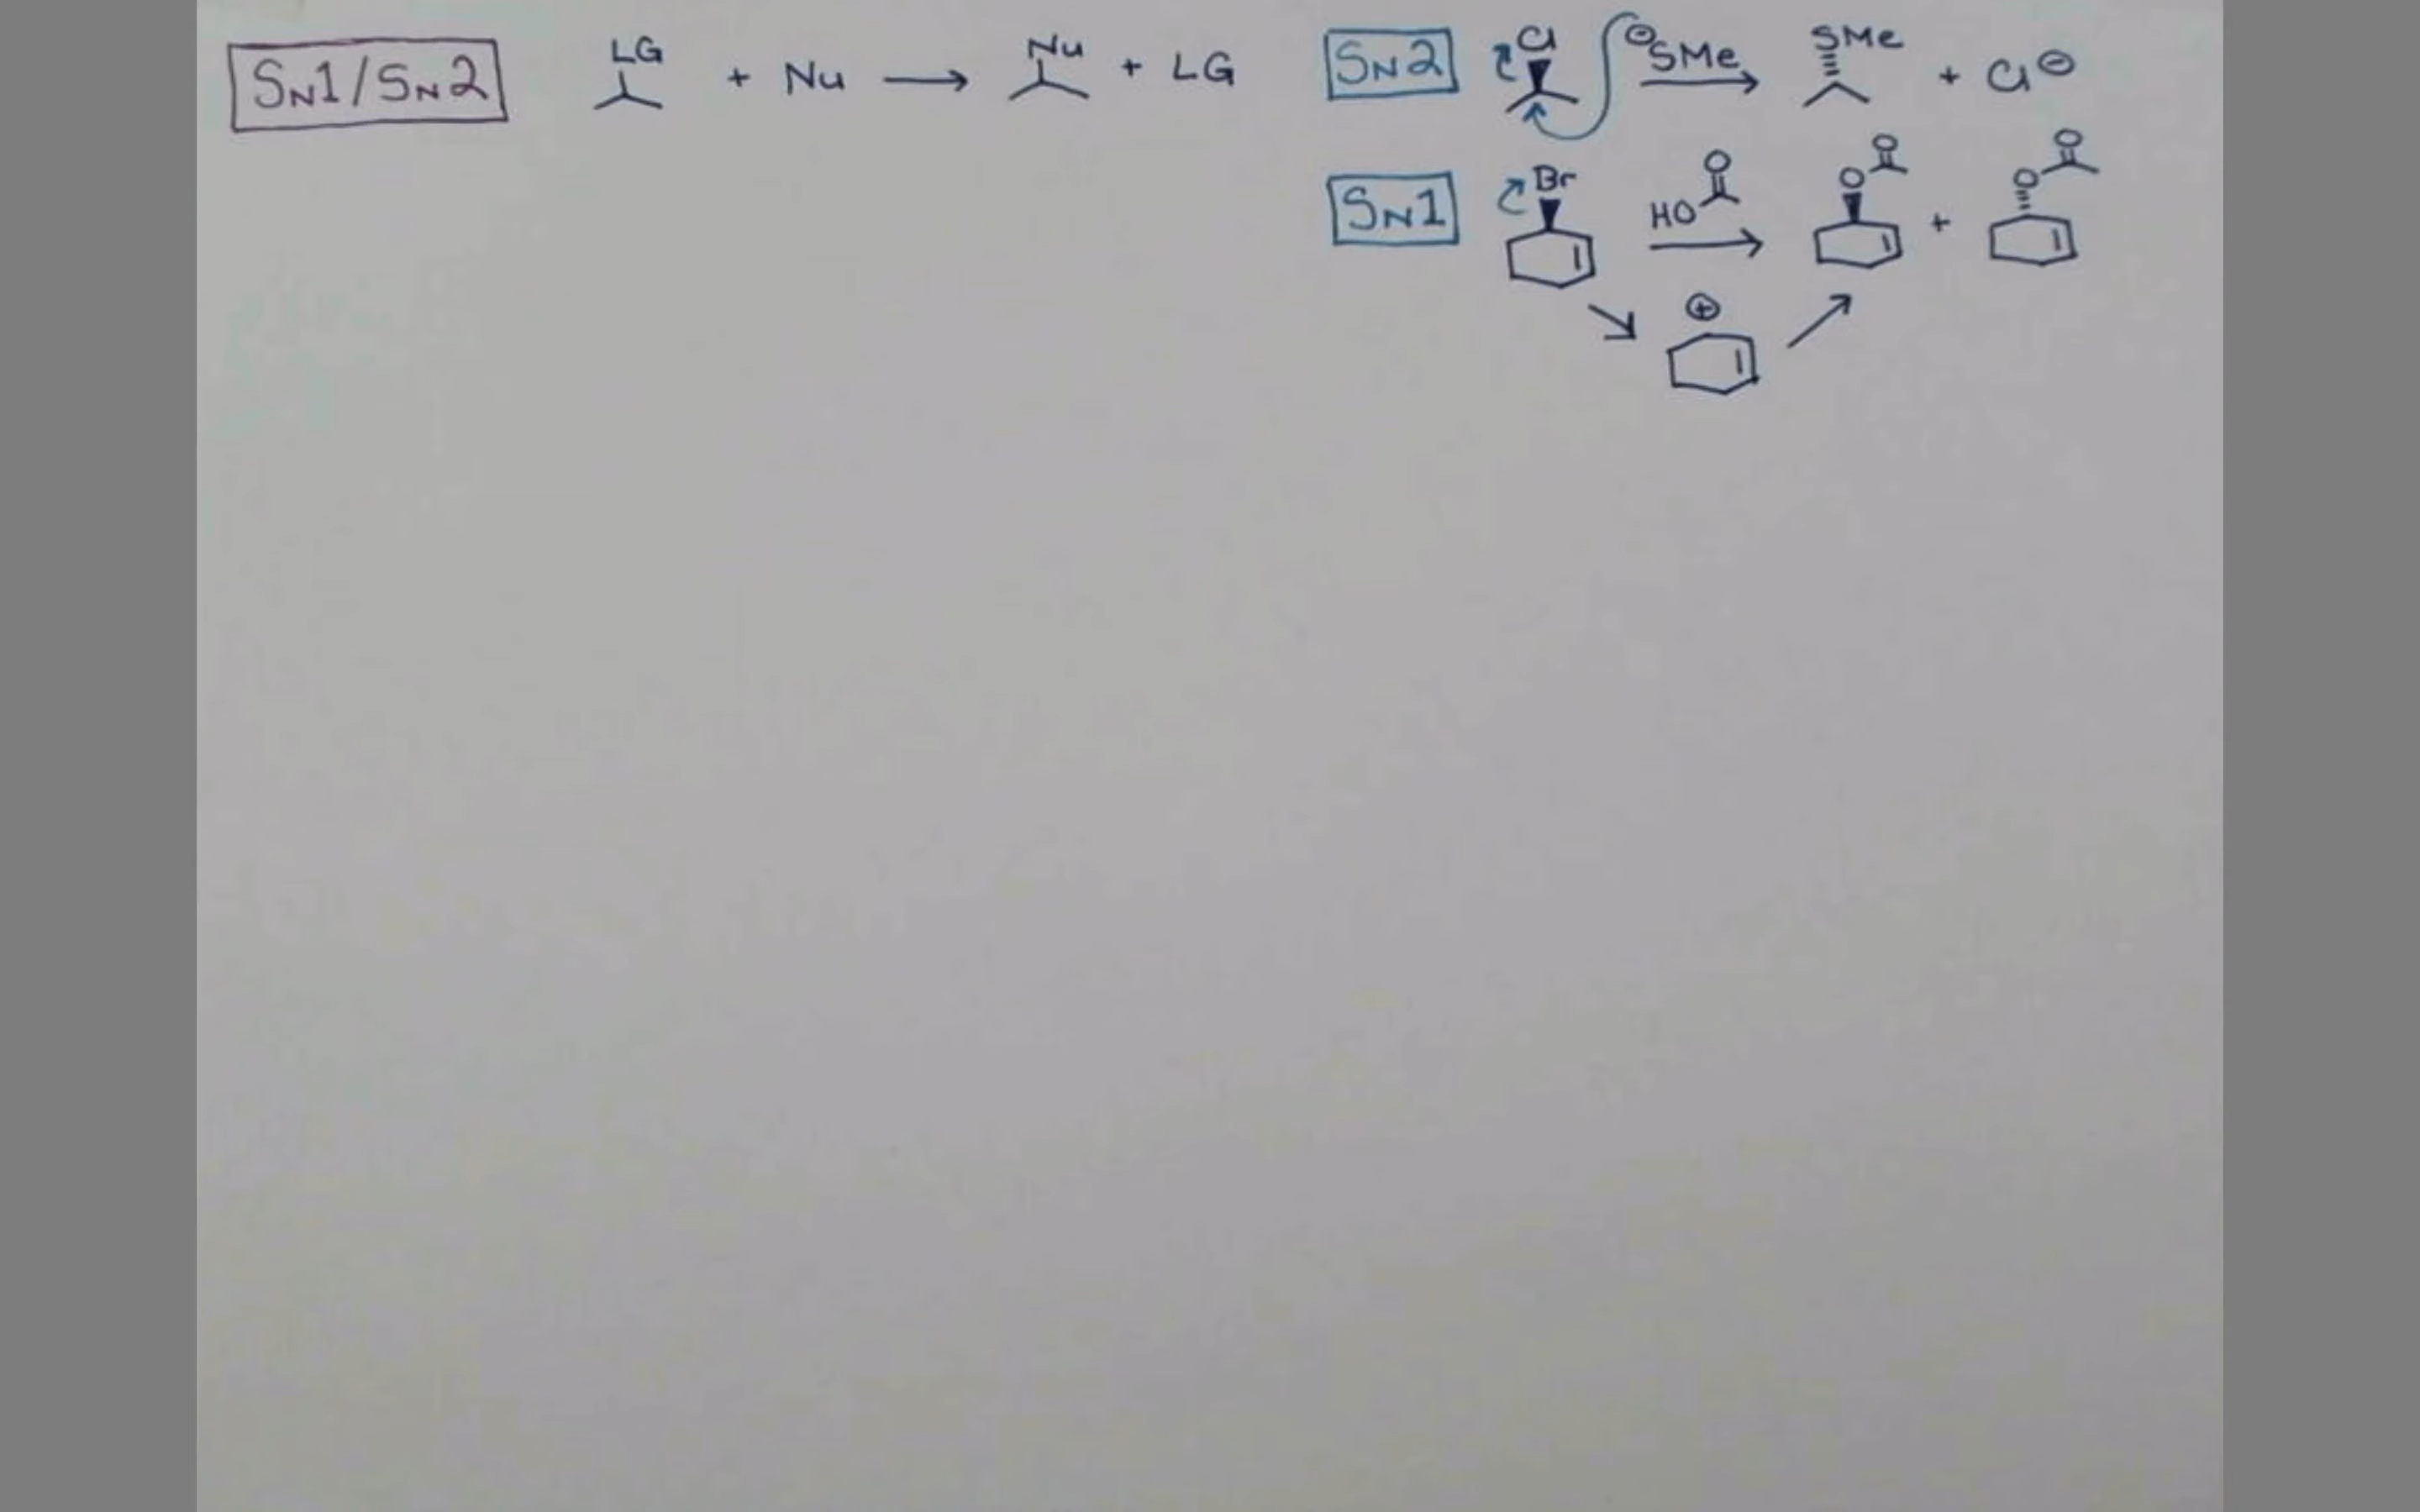 SN1/SN2
LG
+ Nu → Nu + LG
SN2
Cl
⊖SMe
SMe
+ Cl⊖
SN1
Br
HO
O
O
O
+
O
O
⊕